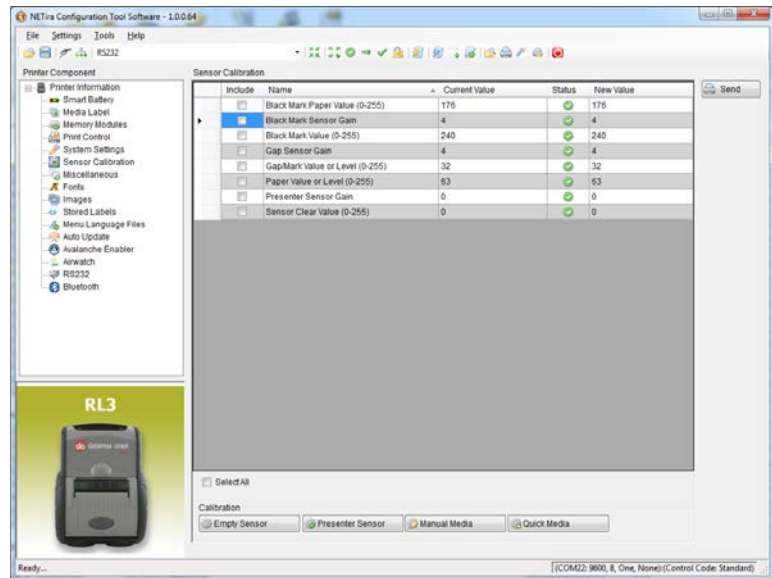 NETira Configuration Tool Software - 1.0.0.64
File Settings Tools Help
RS232
Printer Component
Printer Information
Smart Battery
Media Label
Memory Modules
Print Control
System Settings
Sensor Calibration
Miscellaneous
Fonts
Images
Stored Labels
Menu Language Files
Auto Update
Avalanche Enabler
Airwatch
RS232
Bluetooth
Sensor Calibration
Include Name Current Value Status New Value
Black Mark Paper Value (0-255) 176 176
Black Mark Sensor Gain 4 4
Black Mark Value (0-255) 240 240
Gap Sensor Gain 4 4
Gap/Mark Value or Level (0-255) 32 32
Paper Value or Level (0-255) 63 63
Presenter Sensor Gain 0 0
Sensor Clear Value (0-255) 0 0
Send
RL3
datamax oneil
Select All
Calibration
Empty Sensor Presenter Sensor Manual Media Quick Media
Ready... (COM22: 9600, 8, One, None):(Control Code: Standard)